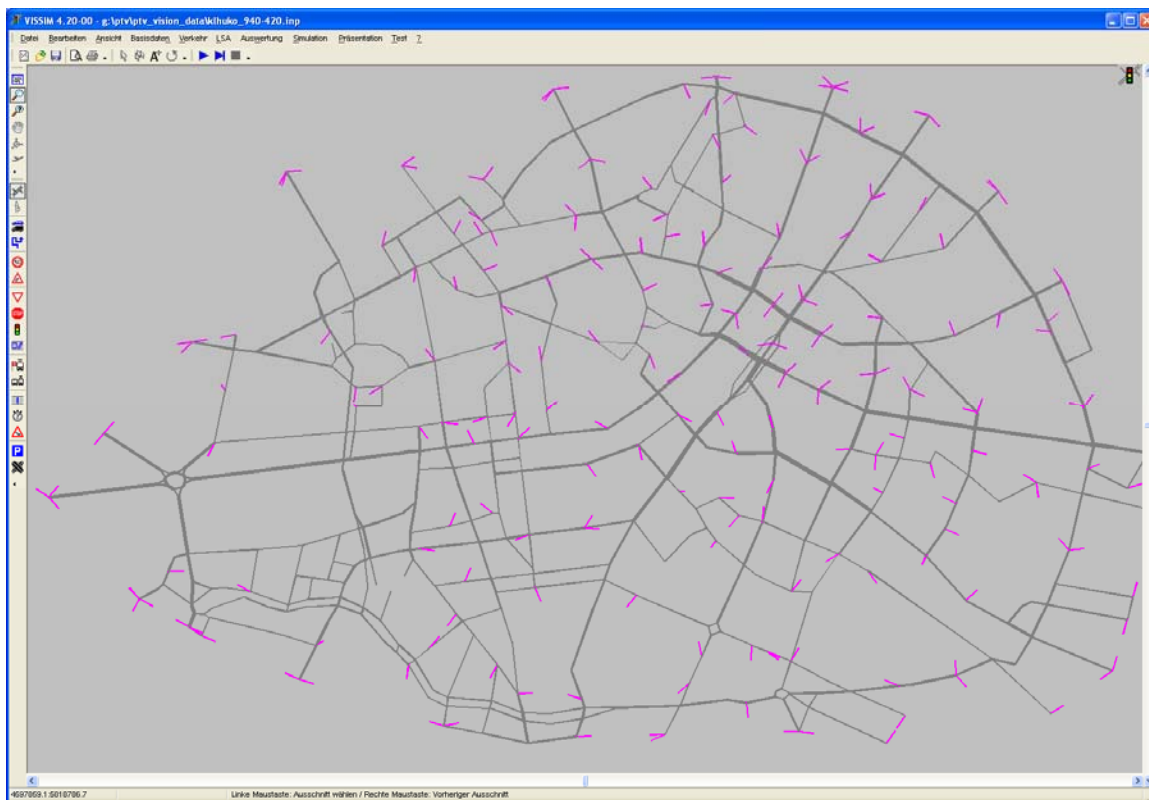 VISSIM 4.20-00 - g:\ptv\ptv_vision_data\klhuko_940-420.inp
Datei Bearbeiten Ansicht Basisdaten Verkehr LSA Auswertung Simulation Präsentation Test ?
4697859.1:5818786.7 Linke Maustaste: Ausschnitt wählen / Rechte Maustaste: Vorheriger Ausschnitt